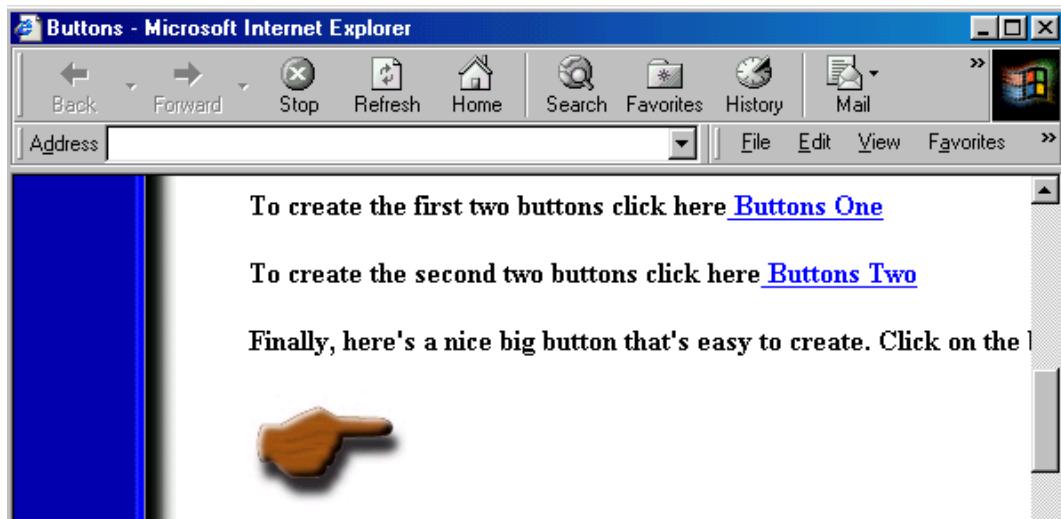 Buttons - Microsoft Internet Explorer
Back Forward Stop Refresh Home Search Favorites History Mail »
Address File Edit View Favorites »
To create the first two buttons click here Buttons One
To create the second two buttons click here Buttons Two
Finally, here's a nice big button that's easy to create. Click on the